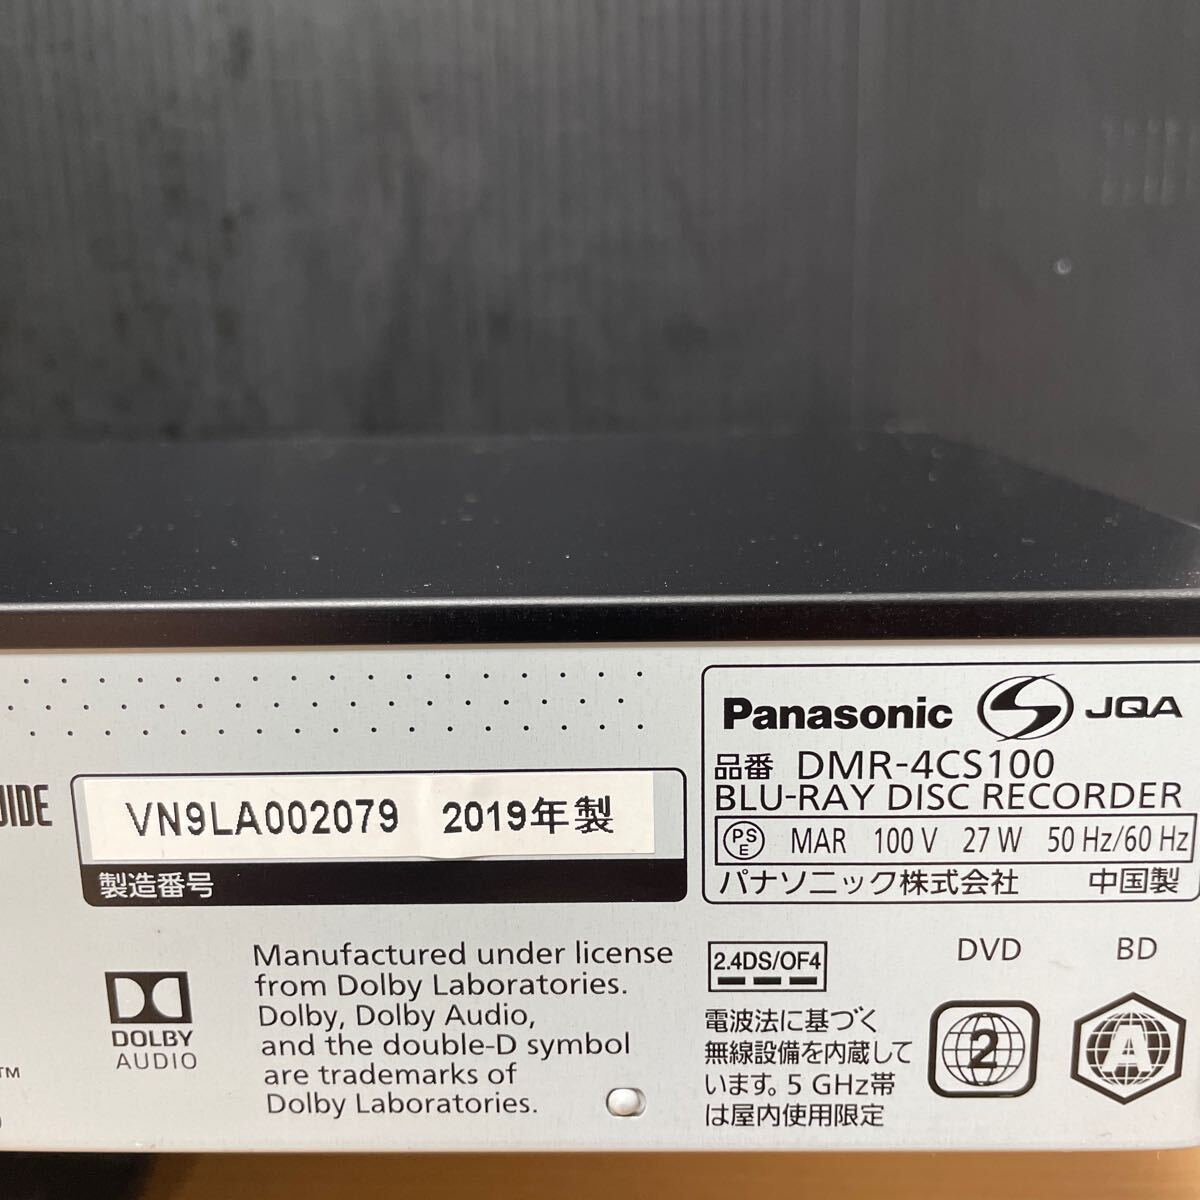 UIDE
VN9LA002079 2019年製
製造番号
DOLBY
AUDIO
Manufactured under license
from Dolby Laboratories.
Dolby, Dolby Audio,
and the double-D symbol
are trademarks of
Dolby Laboratories.
TM
Panasonic JQA
品番 DMR-4CS100
BLU-RAY DISC RECORDER
PS E MAR 100 V 27 W 50 Hz/60 Hz
パナソニック株式会社 中国製
2.4DS/OF4
電波法に基づく
無線設備を内蔵して
います。5 GHz帯
は屋内使用限定
DVD BD
2 A